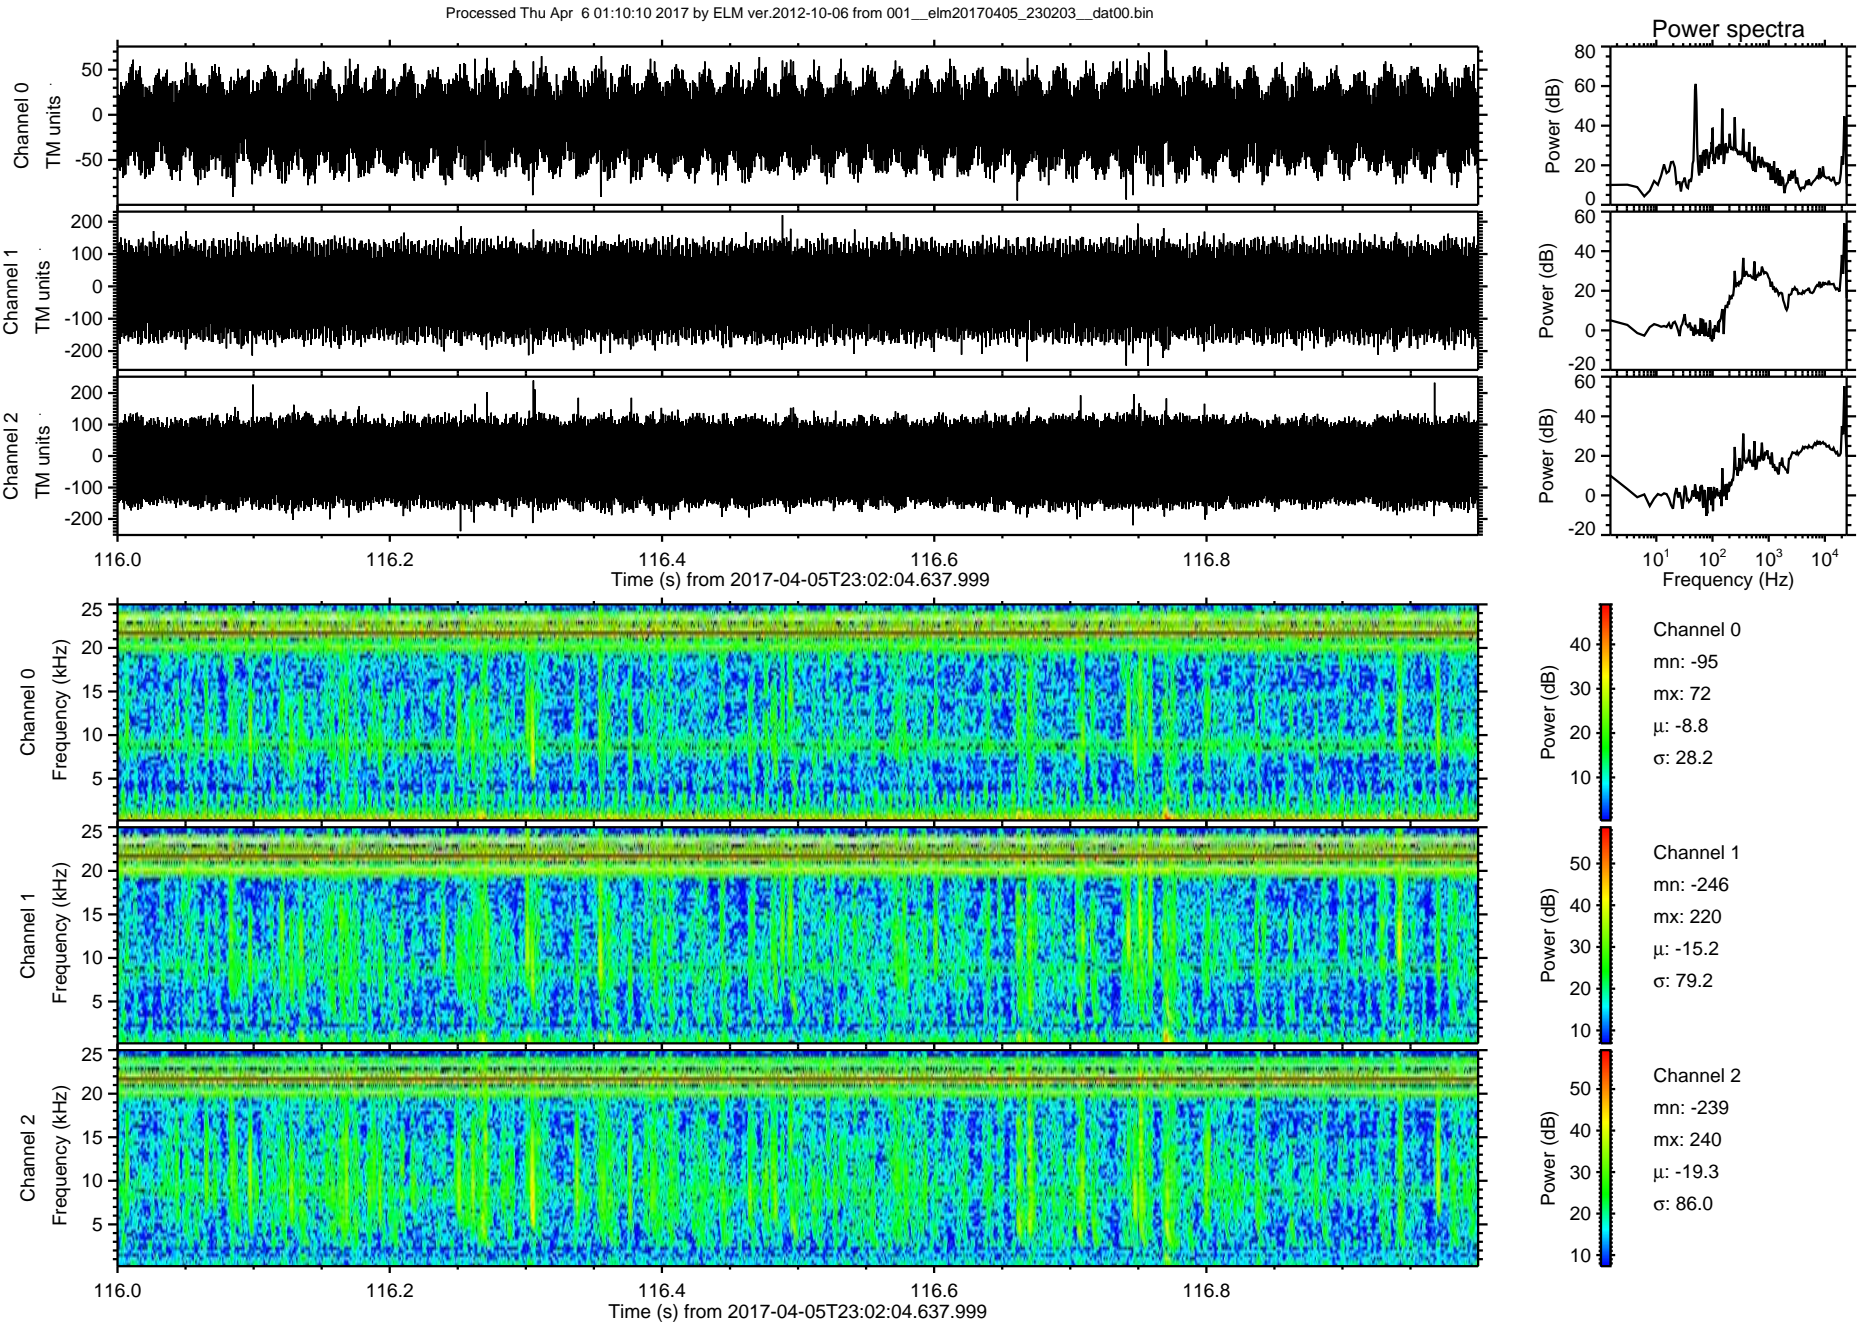 Processed Thu Apr  6 01:10:10 2017 by ELM ver.2012-10-06 from 001__elm20170405_230203__dat00.bin
Power spectra
Channel 0
TM units
50
0
-50
Power (dB)
80
60
40
20
0
Channel 1
TM units
200
100
0
-100
-200
Power (dB)
60
40
20
0
-20
Channel 2
TM units
200
100
0
-100
-200
Power (dB)
60
40
20
0
-20
116.0 116.2 116.4 116.6 116.8
Time (s) from 2017-04-05T23:02:04.637.999
10^1 10^2 10^3 10^4
Frequency (Hz)
Channel 0
Frequency (kHz)
25
20
15
10
5
Power (dB)
40
30
20
10
Channel 0
mn: -95
mx: 72
μ: -8.8
σ: 28.2
Channel 1
Frequency (kHz)
25
20
15
10
5
Power (dB)
50
40
30
20
10
Channel 1
mn: -246
mx: 220
μ: -15.2
σ: 79.2
Channel 2
Frequency (kHz)
25
20
15
10
5
Power (dB)
50
40
30
20
10
Channel 2
mn: -239
mx: 240
μ: -19.3
σ: 86.0
116.0 116.2 116.4 116.6 116.8
Time (s) from 2017-04-05T23:02:04.637.999